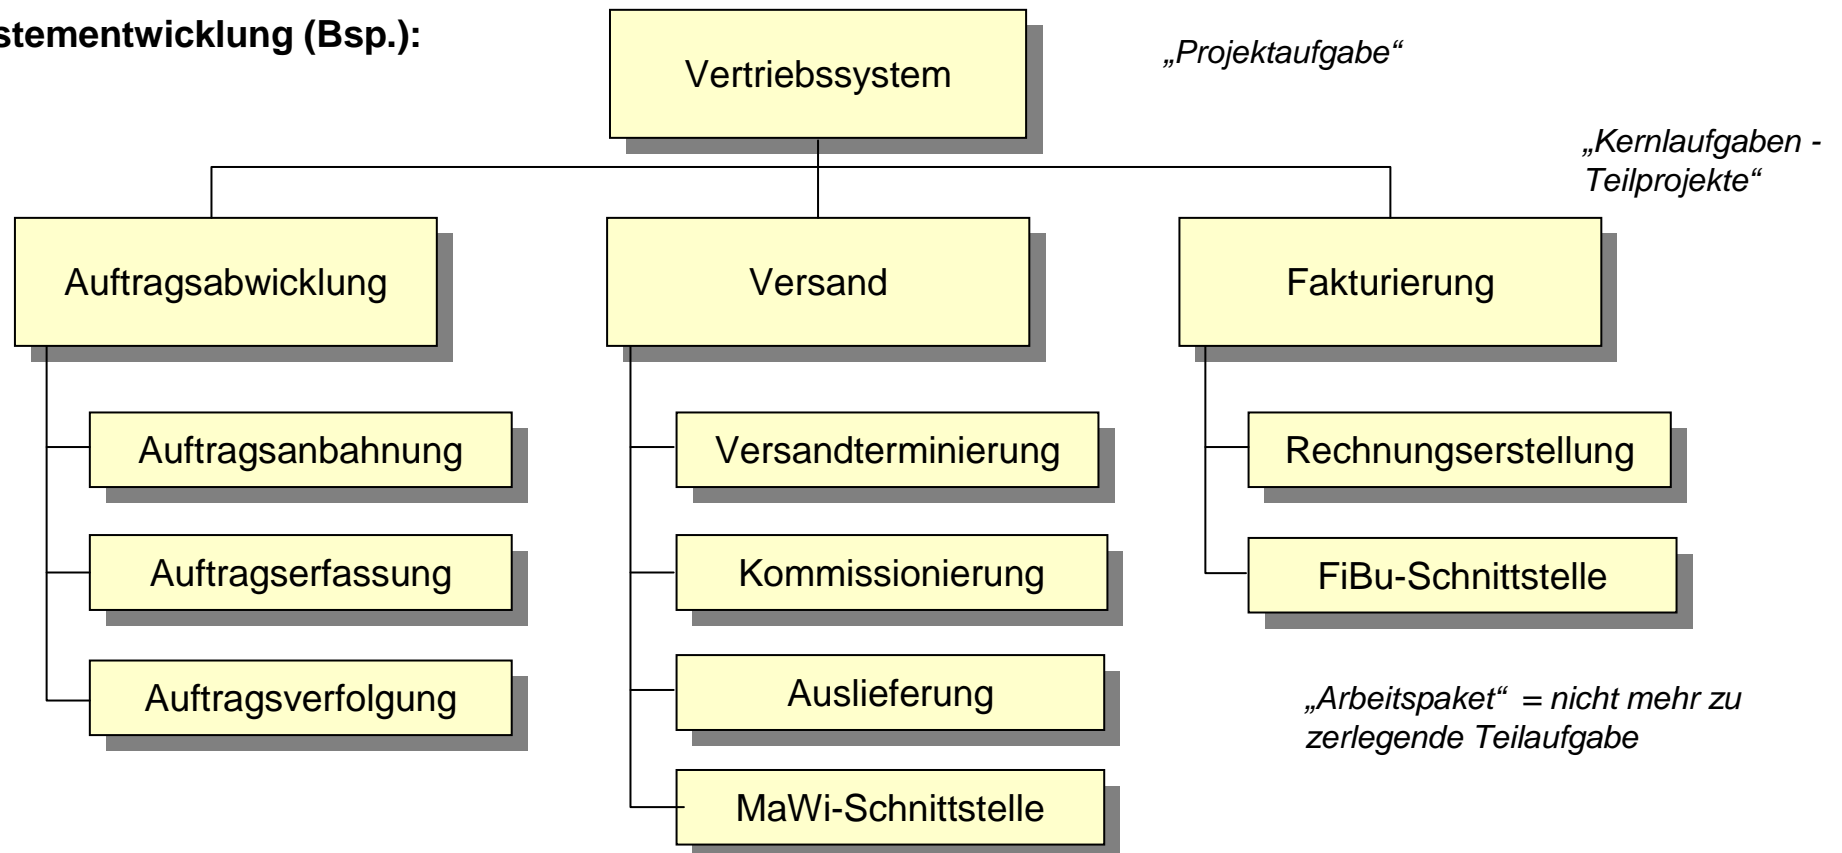 stementwicklung (Bsp.):
Vertriebssystem
„Projektaufgabe“
„Kernlaufgaben -
Teilprojekte“
Auftragsabwicklung
Versand
Fakturierung
Auftragsanbahnung
Versandterminierung
Rechnungserstellung
Auftragserfassung
Kommissionierung
FiBu-Schnittstelle
Auftragsverfolgung
Auslieferung
„Arbeitspaket“ = nicht mehr zu
zerlegende Teilaufgabe
MaWi-Schnittstelle